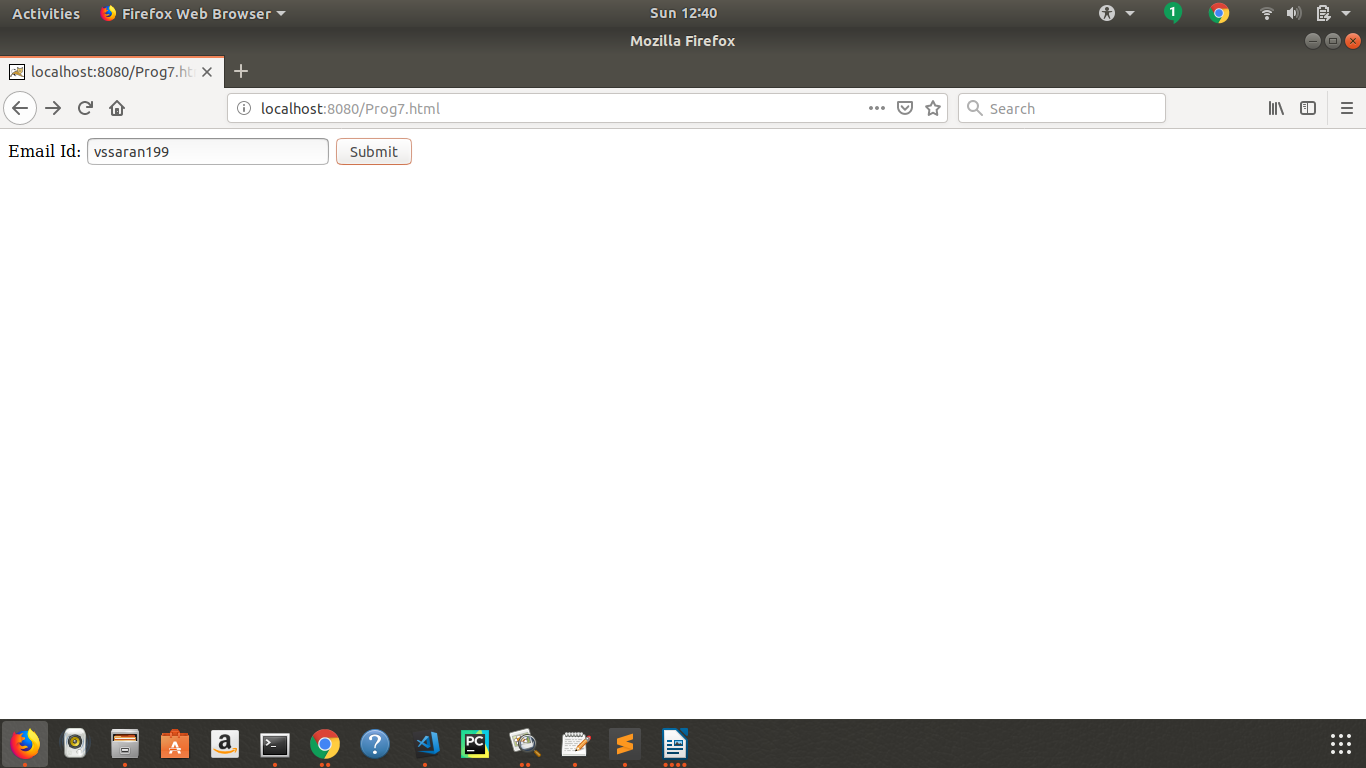 Activities Firefox Web Browser Sun 12:40 1
Mozilla Firefox
localhost:8080/Prog7.ht
localhost:8080/Prog7.html Search
Email Id: vssaran199 Submit
a >_ ? PC